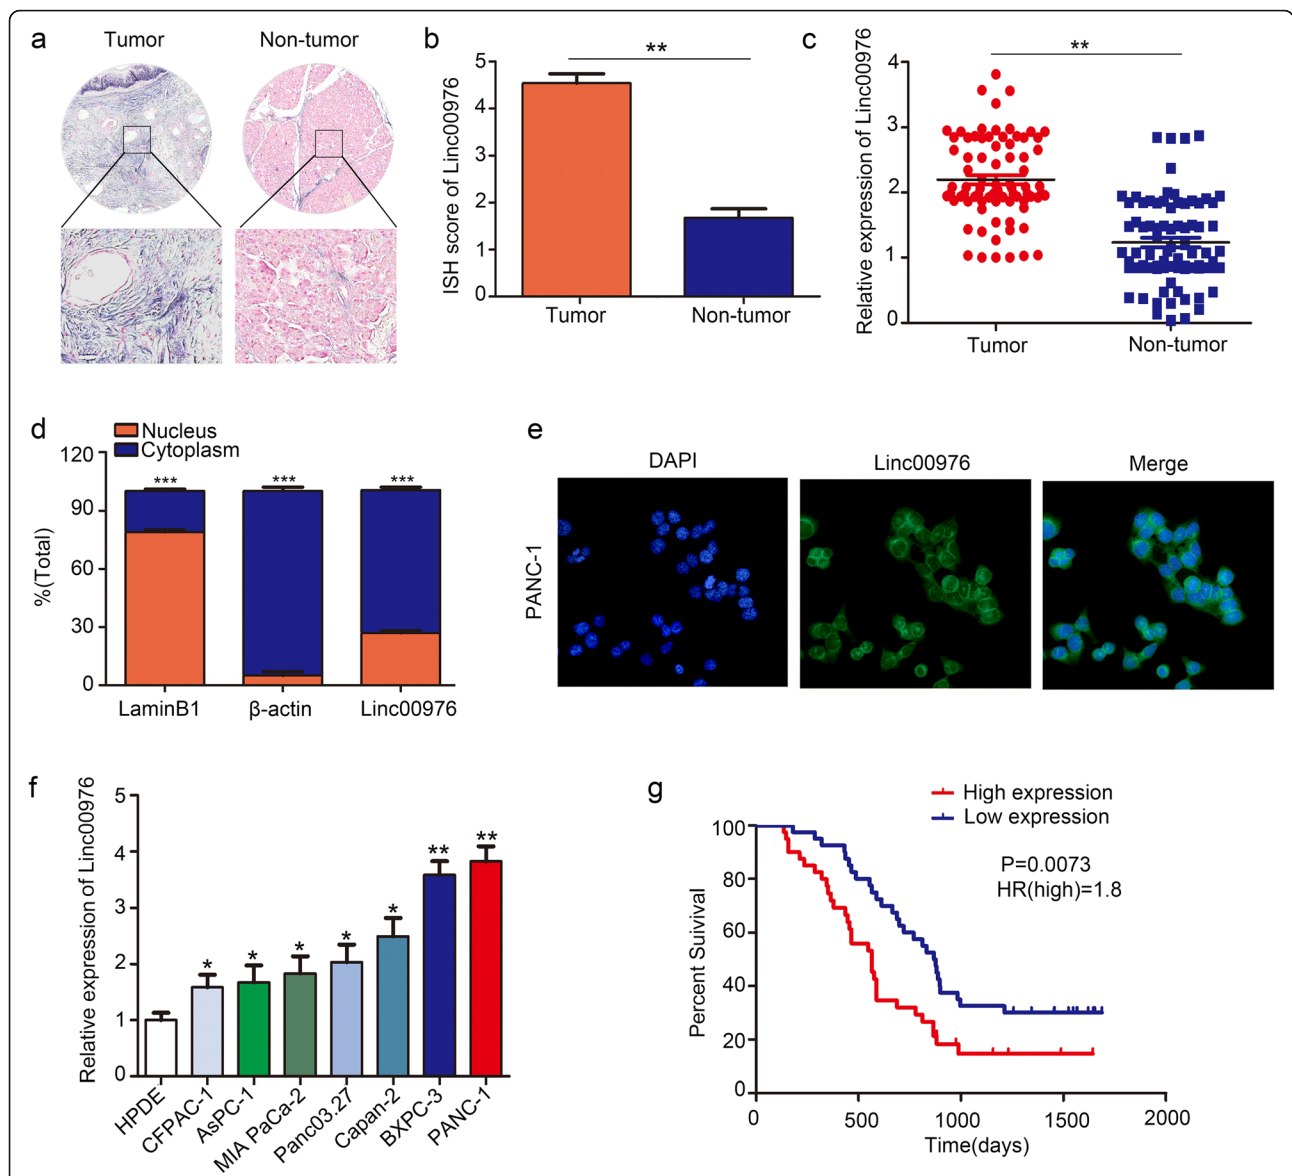 a
Tumor
Non-tumor
b
ISH score of Linc00976
5
4
3
2
1
0
**
Tumor
Non-tumor
c
Relative expression of Linc00976
4
3
2
1
0
**
Tumor
Non-tumor
d
Nucleus
Cytoplasm
%(Total)
120
90
60
30
0
***
***
***
LaminB1
β-actin
Linc00976
e
DAPI
Linc00976
Merge
PANC-1
f
Relative expression of Linc00976
5
4
3
2
1
0
*
*
*
*
*
**
**
HPDE
CFPAC-1
AsPC-1
MIA PaCa-2
Panc03.27
Capan-2
BXPC-3
PANC-1
g
High expression
Low expression
P=0.0073
HR(high)=1.8
Percent Suivival
100
80
60
40
20
0
0
500
1000
1500
2000
Time(days)